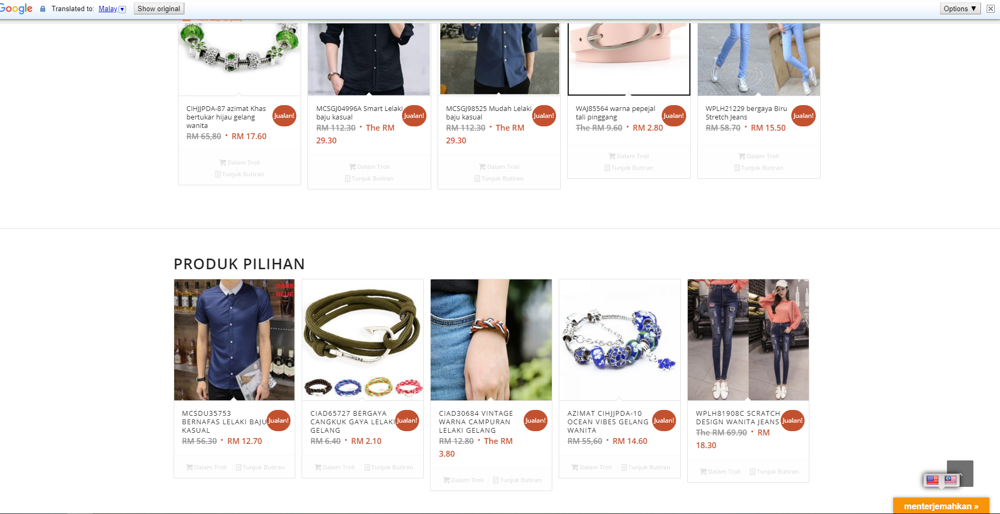 Google Translated to: Malay Show original Options ▼
CIHJJPDA-87 azimat Khas
bertukar hijau gelang
wanita
Jualan!
RM 65,80 · RM 17.60
Dalam Troli
Tunjuk Butiran
MCSGJ04996A Smart Lelaki
baju kasual
Jualan!
RM 112.30 · The RM
29.30
Dalam Troli
Tunjuk Butiran
MCSGJ98525 Mudah Lelaki
baju kasual
Jualan!
RM 112.30 · The RM
29.30
Dalam Troli
Tunjuk Butiran
WAJ85564 warna pepejal
tali pinggang
Jualan!
The RM 9.60 · RM 2.80
Dalam Troli
Tunjuk Butiran
WPLH21229 bergaya Biru
Stretch Jeans
Jualan!
RM 58.70 · RM 15.50
Dalam Troli
Tunjuk Butiran
PRODUK PILIHAN
DARK
BLUE
MCSDU35753
BERNAFAS LELAKI BAJU
KASUAL
Jualan!
RM 56.30 · RM 12.70
Dalam Troli Tunjuk Butiran
HOPE
CIAD65727 BERGAYA
CANGKUK GAYA LELAKI
GELANG
Jualan!
RM 6.40 · RM 2.10
Dalam Troli Tunjuk Butiran
CIAD30684 VINTAGE
WARNA CAMPURAN
LELAKI GELANG
Jualan!
RM 12.80 · The RM
3.80
Dalam Troli Tunjuk Butiran
AZIMAT CIHJJPDA-10
OCEAN VIBES GELANG
WANITA
Jualan!
RM 55,60 · RM 14.60
Dalam Troli Tunjuk Butiran
WPLH81908C SCRATCH
DESIGN WANITA JEANS
Jualan!
The RM 69.90 · RM
18.30
Dalam Troli Tunjuk Butiran
menterjemahkan »